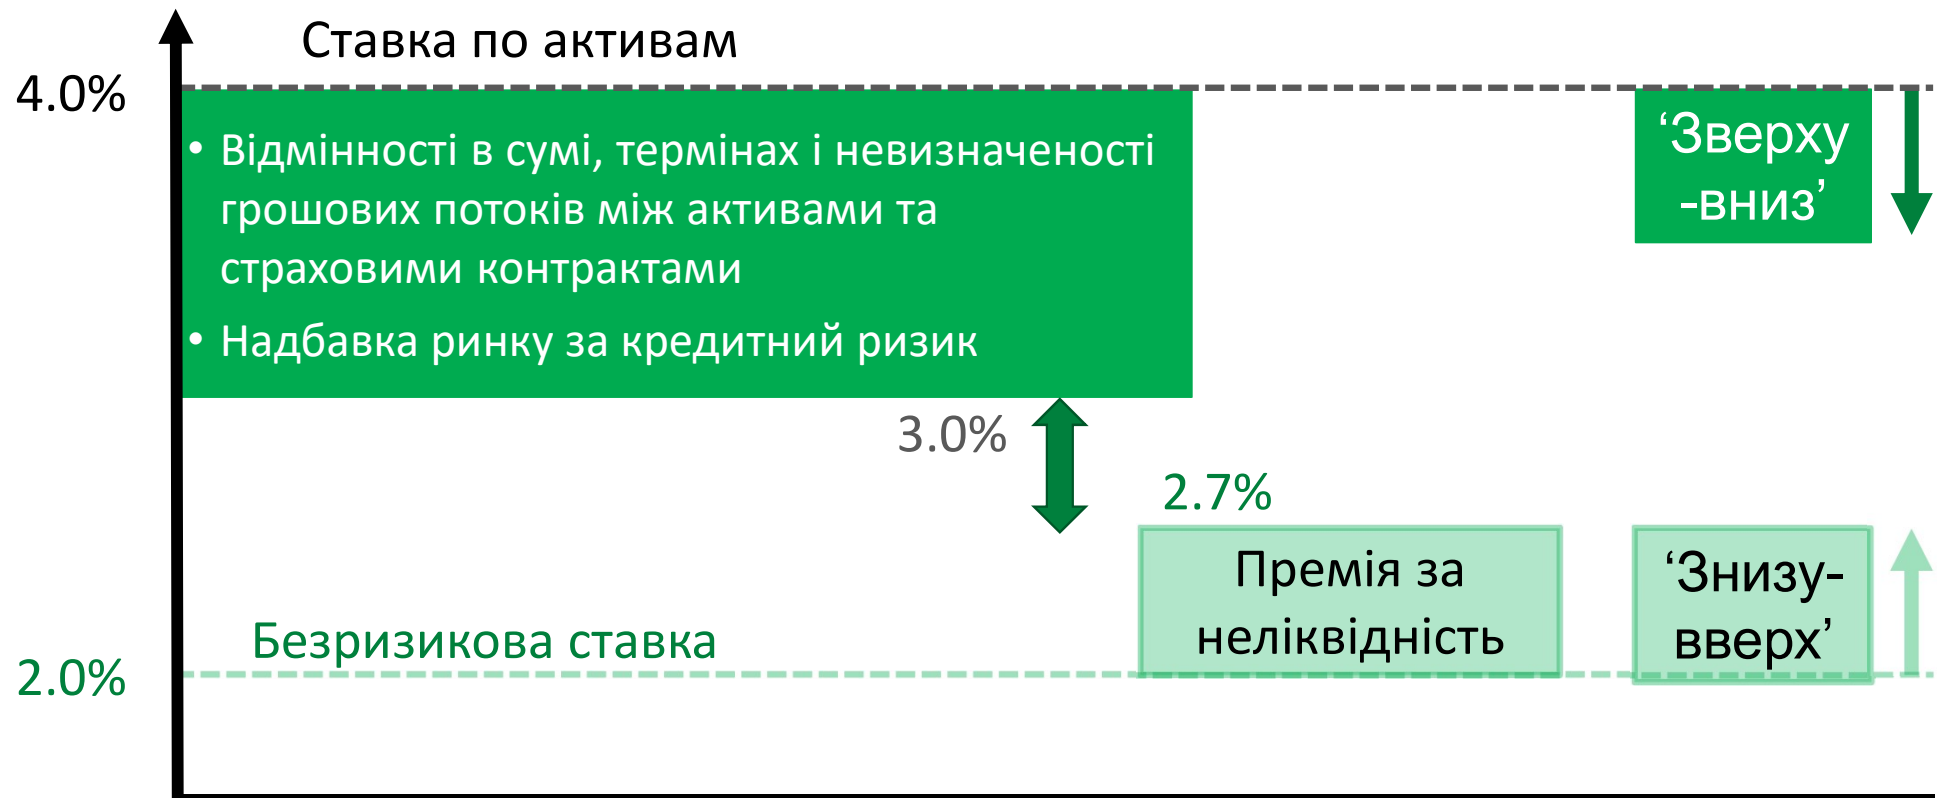 Ставка по активам
4.0%
• Відмінності в сумі, термінах і невизначеності
грошових потоків між активами та
страховими контрактами
• Надбавка ринку за кредитний ризик
‘Зверху
-вниз’
3.0%
2.7%
Премія за
неліквідність
‘Знизу-
вверх’
Безризикова ставка
2.0%